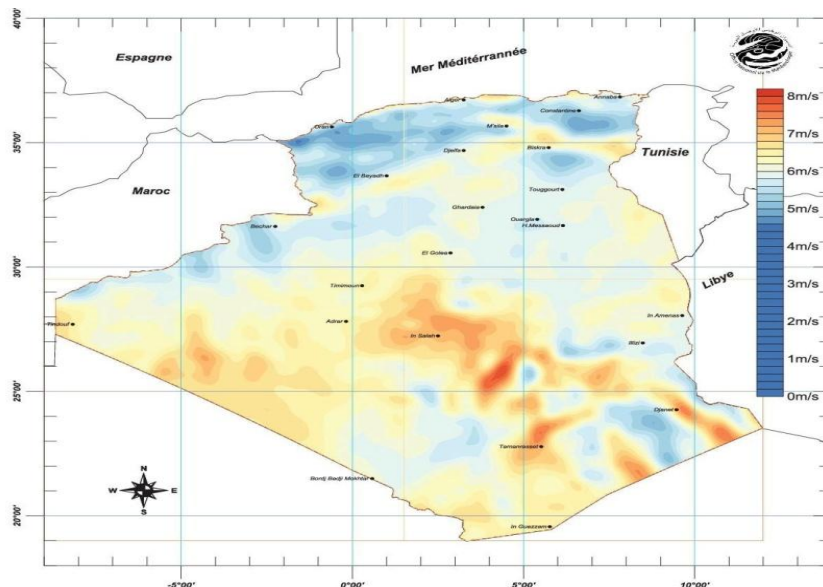 40°00'
35°00'
30°00'
25°00'
20°00'
-5°00'
0°00'
5°00'
10°00'
Espagne
Mer Méditérrannée
Maroc
Tunisie
Libye
Alger
Annaba
Constantine
Oran
M'sila
Djelfa
Biskra
El Bayadh
Touggourt
Ghardaia
Ouargla
H.Messaoud
Bechar
El Golea
Timimoun
Adrar
In Salah
In Amenas
Illizi
Tindouf
Djanet
Tamanrasset
Bordj Badji Mokhtar
In Guezzam
8m/s
7m/s
6m/s
5m/s
4m/s
3m/s
2m/s
1m/s
0m/s
N
W
E
S